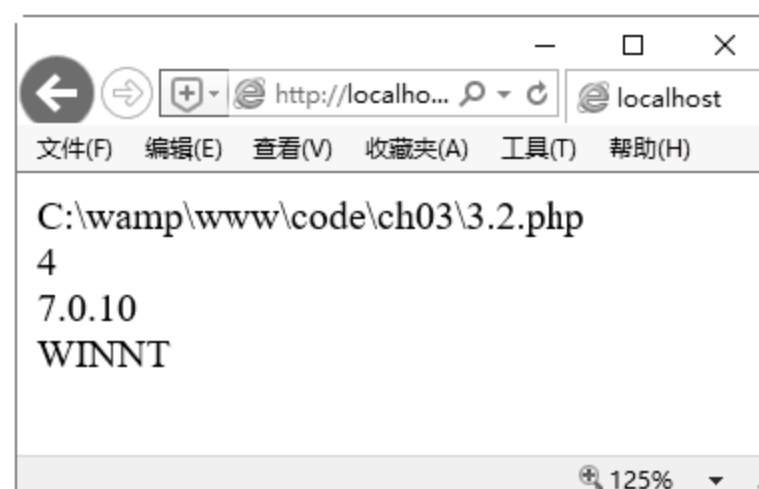 http://localho...
localhost
文件(F) 编辑(E) 查看(V) 收藏夹(A) 工具(T) 帮助(H)
C:\wamp\www\code\ch03\3.2.php
4
7.0.10
WINNT
125%